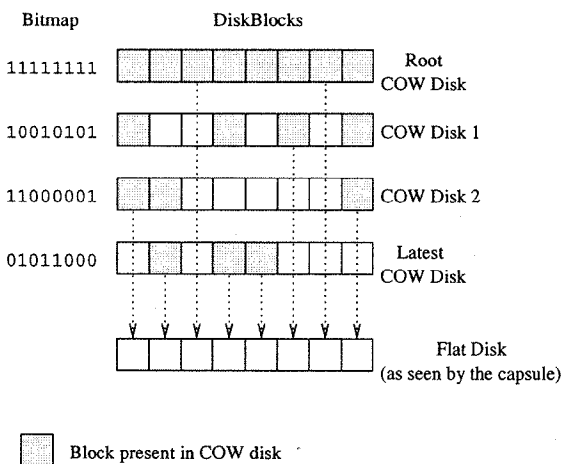 Bitmap DiskBlocks
11111111 Root
COW Disk
10010101 COW Disk 1
11000001 COW Disk 2
01011000 Latest
COW Disk
Flat Disk
(as seen by the capsule)
Block present in COW disk